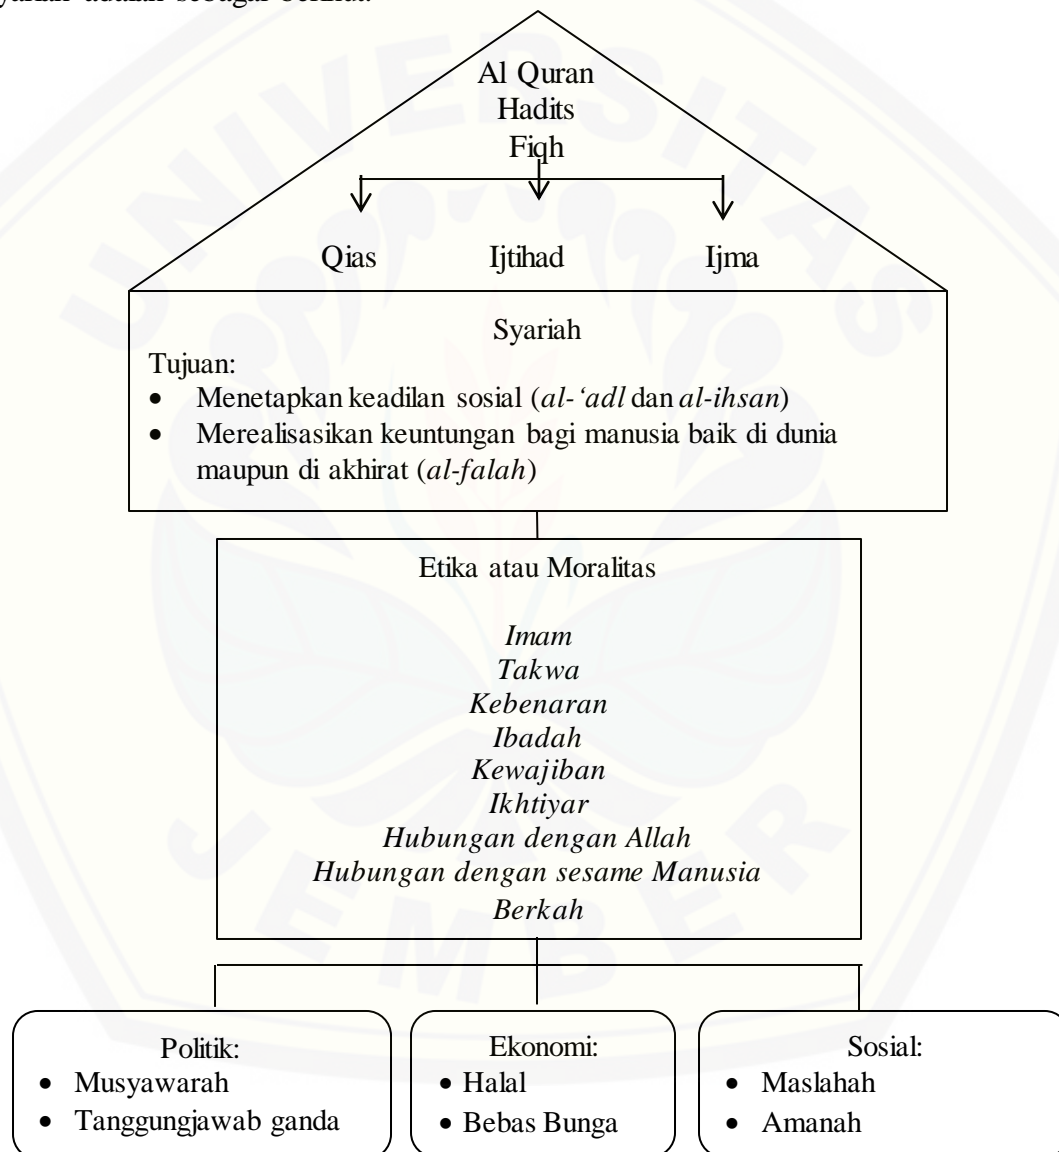 syariah adalah sebagai berikut:
Al Quran
Hadits
Fiqh
Qias Ijtihad Ijma
Syariah
Tujuan:
• Menetapkan keadilan sosial (al-‘adl dan al-ihsan)
• Merealisasikan keuntungan bagi manusia baik di dunia
maupun di akhirat (al-falah)
Etika atau Moralitas
Imam
Takwa
Kebenaran
Ibadah
Kewajiban
Ikhtiyar
Hubungan dengan Allah
Hubungan dengan sesame Manusia
Berkah
Politik:
• Musyawarah
• Tanggungjawab ganda
Ekonomi:
• Halal
• Bebas Bunga
Sosial:
• Maslahah
• Amanah
UNIVERSITAS
JEMBER